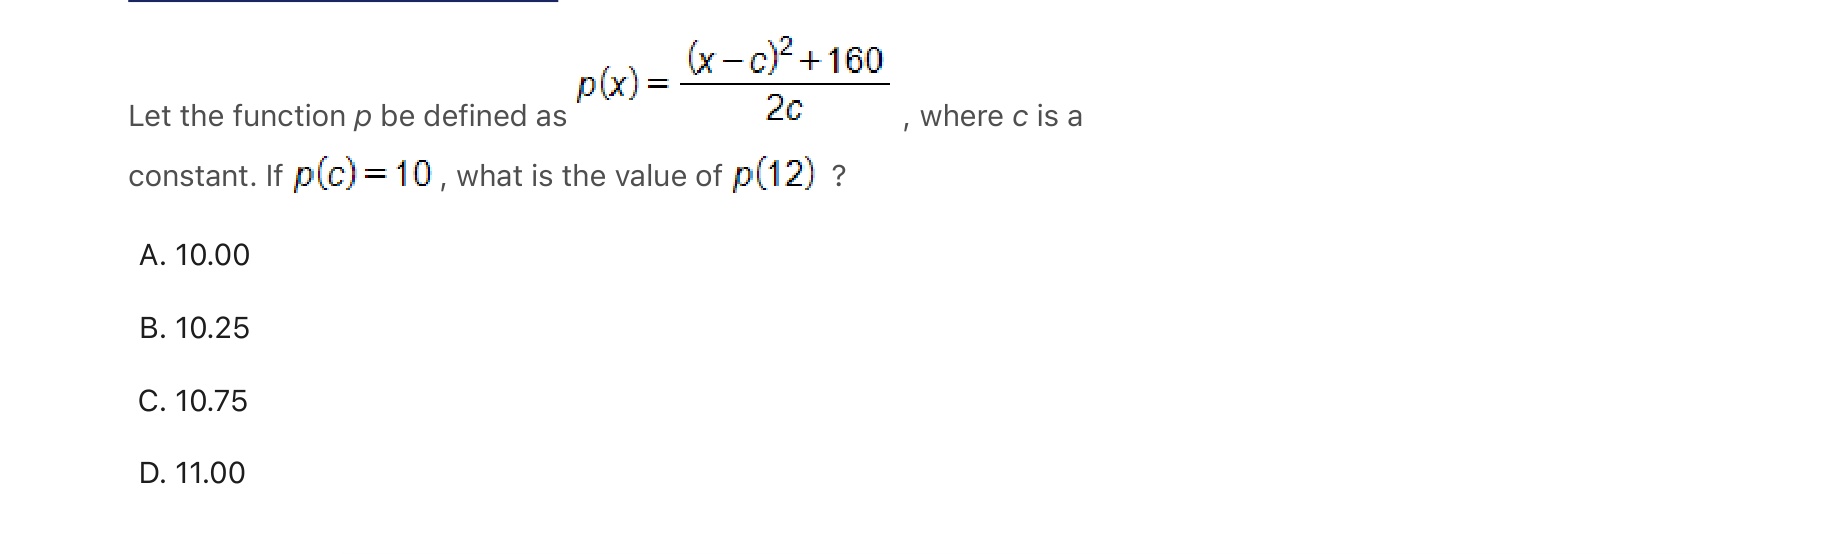 Let the function p be defined as p(x) = \frac{(x-c)^2+160}{2c} , where c is a
constant. If p(c) = 10 , what is the value of p(12) ?
A. 10.00
B. 10.25
C. 10.75
D. 11.00